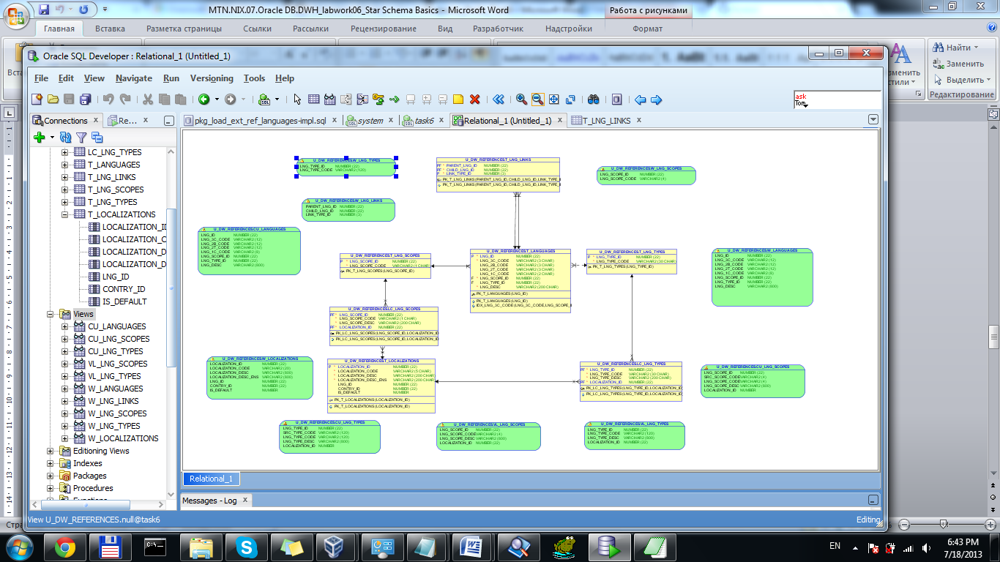 MTN.NIX.07.Oracle DB.DWH_labwork06_Star Schema Basics - Microsoft Word
Работа с рисунками
Главная Вставка Разметка страницы Ссылки Рассылки Рецензирование Вид Разработчик Надстройки Формат
Найти
Заменить
Выделить
Редактирование
Oracle SQL Developer : Relational_1 (Untitled_1)
File Edit View Navigate Run Versioning Tools Help
ask
Tom
Connections
Re...
pkg_load_ext_ref_languages-impl.sql
system
task6
Relational_1 (Untitled_1)
T_LNG_LINKS
LC_LNG_TYPES
T_LANGUAGES
T_LNG_LINKS
T_LNG_SCOPES
T_LNG_TYPES
T_LOCALIZATIONS
LOCALIZATION_ID
LOCALIZATION_C
LOCALIZATION_D
LOCALIZATION_D
LNG_ID
CONTRY_ID
IS_DEFAULT
Views
CU_LANGUAGES
CU_LNG_SCOPES
CU_LNG_TYPES
VL_LNG_SCOPES
VL_LNG_TYPES
W_LANGUAGES
W_LNG_LINKS
W_LNG_SCOPES
W_LNG_TYPES
W_LOCALIZATIONS
Editioning Views
Indexes
Packages
Procedures
U_DW_REFERENCES.W_LNG_TYPES
LNG_TYPE_ID NUMBER (22)
LNG_TYPE_CODE VARCHAR2 (120)
U_DW_REFERENCES.T_LNG_LINKS
PF * PARENT_LNG_ID NUMBER (22)
PF * CHILD_LNG_ID NUMBER (22)
P * LINK_TYPE_ID NUMBER (3)
PK_T_LNG_LINKS (PARENT_LNG_ID, CHILD_LNG_ID, LINK_TYPE_I
PK_T_LNG_LINKS (PARENT_LNG_ID, CHILD_LNG_ID, LINK_TYPE_I
U_DW_REFERENCES.W_LNG_SCOPES
LNG_SCOPE_ID NUMBER (22)
LNG_SCOPE_CODE VARCHAR2 (4)
U_DW_REFERENCES.W_LNG_LINKS
PARENT_LNG_ID NUMBER (22)
CHILD_LNG_ID NUMBER (22)
LINK_TYPE_ID NUMBER (3)
U_DW_REFERENCES.CU_LANGUAGES
LNG_ID NUMBER (22)
LNG_3C_CODE VARCHAR2 (12)
LNG_2B_CODE VARCHAR2 (12)
LNG_2T_CODE VARCHAR2 (12)
LNG_1C_CODE VARCHAR2 (8)
LNG_SCOPE_ID NUMBER (22)
LNG_TYPE_ID NUMBER (22)
LNG_DESC VARCHAR2 (800)
U_DW_REFERENCES.T_LNG_SCOPES
P * LNG_SCOPE_ID NUMBER (22)
* LNG_SCOPE_CODE VARCHAR2 (1 CHAR)
PK_T_LNG_SCOPES (LNG_SCOPE_ID)
U_DW_REFERENCES.T_LANGUAGES
P * LNG_ID NUMBER (22)
* LNG_3C_CODE VARCHAR2 (3 CHAR)
* LNG_2B_CODE VARCHAR2 (3 CHAR)
* LNG_2T_CODE VARCHAR2 (3 CHAR)
* LNG_1C_CODE VARCHAR2 (2 CHAR)
F * LNG_SCOPE_ID NUMBER (22)
F LNG_TYPE_ID NUMBER (22)
* LNG_DESC VARCHAR2 (200 CHAR)
PK_T_LANGUAGES (LNG_ID)
PK_T_LANGUAGES (LNG_ID)
IDX_LNG_3C_CODE (LNG_3C_CODE, LNG_SCOPE_I
U_DW_REFERENCES.T_LNG_TYPES
P * LNG_TYPE_ID NUMBER (22)
* LNG_TYPE_CODE VARCHAR2 (30 CHAR)
PK_T_LNG_TYPES (LNG_TYPE_ID)
U_DW_REFERENCES.W_LANGUAGES
LNG_ID NUMBER (22)
LNG_3C_CODE VARCHAR2 (12)
LNG_2B_CODE VARCHAR2 (12)
LNG_2T_CODE VARCHAR2 (12)
LNG_1C_CODE VARCHAR2 (8)
LNG_SCOPE_ID NUMBER (22)
LNG_TYPE_ID NUMBER (22)
LNG_DESC VARCHAR2 (800)
U_DW_REFERENCES.LC_LNG_SCOPES
PF * LNG_SCOPE_ID NUMBER (22)
* LNG_SCOPE_CODE VARCHAR2 (1 CHAR)
* LNG_SCOPE_DESC VARCHAR2 (200 CHAR)
PF * LOCALIZATION_ID NUMBER (22)
PK_LC_LNG_SCOPES (LNG_SCOPE_ID, LOCALIZATION_ID)
PK_LC_LNG_SCOPES (LNG_SCOPE_ID, LOCALIZATION_ID)
U_DW_REFERENCES.W_LOCALIZATIONS
LOCALIZATION_ID NUMBER (22)
LOCALIZATION_CODE VARCHAR2 (20)
LOCALIZATION_DESC VARCHAR2 (800)
LOCALIZATION_DESC_ENS VARCHAR2 (800)
LNG_ID NUMBER (22)
CONTRY_ID NUMBER (22)
IS_DEFAULT NUMBER
U_DW_REFERENCES.T_LOCALIZATIONS
P * LOCALIZATION_ID NUMBER (22)
* LOCALIZATION_CODE VARCHAR2 (5 CHAR)
* LOCALIZATION_DESC VARCHAR2 (200 CHAR)
* LOCALIZATION_DESC_ENS VARCHAR2 (200 CHAR)
LNG_ID NUMBER (22)
CONTRY_ID NUMBER (22)
IS_DEFAULT NUMBER
PK_T_LOCALIZATIONS (LOCALIZATION_ID)
PK_T_LOCALIZATIONS (LOCALIZATION_ID)
U_DW_REFERENCES.LC_LNG_TYPES
PF * LNG_TYPE_ID NUMBER (22)
* LNG_TYPE_CODE VARCHAR2 (30 CHAR)
* LNG_TYPE_DESC VARCHAR2 (200 CHAR)
PF * LOCALIZATION_ID NUMBER (22)
PK_LC_LNG_TYPES (LNG_TYPE_ID, LOCALIZATION_ID)
PK_LC_LNG_TYPES (LNG_TYPE_ID, LOCALIZATION_ID)
U_DW_REFERENCES.CU_LNG_SCOPES
LNG_SCOPE_ID NUMBER (22)
SRC_SCOPE_CODE VARCHAR2 (4)
LNG_SCOPE_CODE VARCHAR2 (4)
LNG_SCOPE_DESC VARCHAR2 (800)
LOCALIZATION_ID NUMBER
U_DW_REFERENCES.CU_LNG_TYPES
LNG_TYPE_ID NUMBER (22)
SRC_TYPE_CODE VARCHAR2 (120)
LNG_TYPE_CODE VARCHAR2 (120)
LNG_TYPE_DESC VARCHAR2 (800)
LOCALIZATION_ID NUMBER
U_DW_REFERENCES.VL_LNG_SCOPES
LNG_SCOPE_ID NUMBER (22)
LNG_SCOPE_CODE VARCHAR2 (4)
LNG_SCOPE_DESC VARCHAR2 (800)
LOCALIZATION_ID NUMBER (22)
U_DW_REFERENCES.VL_LNG_TYPES
LNG_TYPE_ID NUMBER (22)
LNG_TYPE_CODE VARCHAR2 (120)
LNG_TYPE_DESC VARCHAR2 (800)
LOCALIZATION_ID NUMBER (22)
Relational_1
Messages - Log
View U_DW_REFERENCES.null@task6
Editing
EN
6:43 PM
7/18/2013